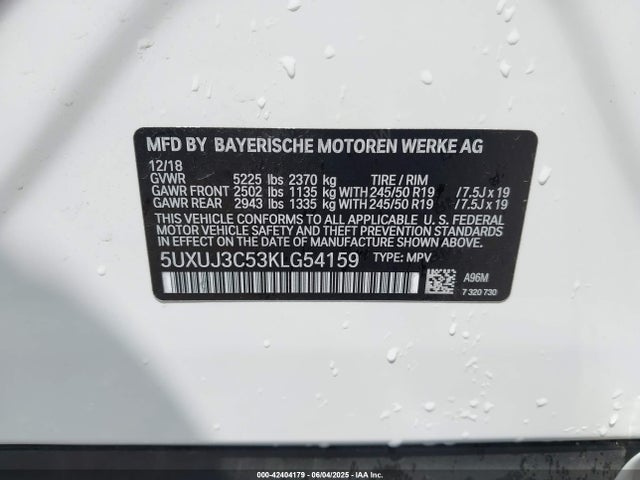 MFD BY BAYERISCHE MOTOREN WERKE AG
12/18
GVWR 5225 lbs 2370 kg TIRE / RIM
GAWR FRONT 2502 lbs 1135 kg WITH 245/50 R19 / 7.5J x 19
GAWR REAR 2943 lbs 1335 kg WITH 245/50 R19 / 7.5J x 19
THIS VEHICLE CONFORMS TO ALL APPLICABLE U. S. FEDERAL
MOTOR VEHICLE SAFETY, BUMPER, AND THEFT PREVENTION
STANDARDS IN EFFECT ON THE DATE OF MANUFACTURE SHOWN ABOVE.
5UXUJ3C53KLG54159 TYPE: MPV
A96M
7 320 730
000-42404179 - 06/04/2025 - IAA Inc.